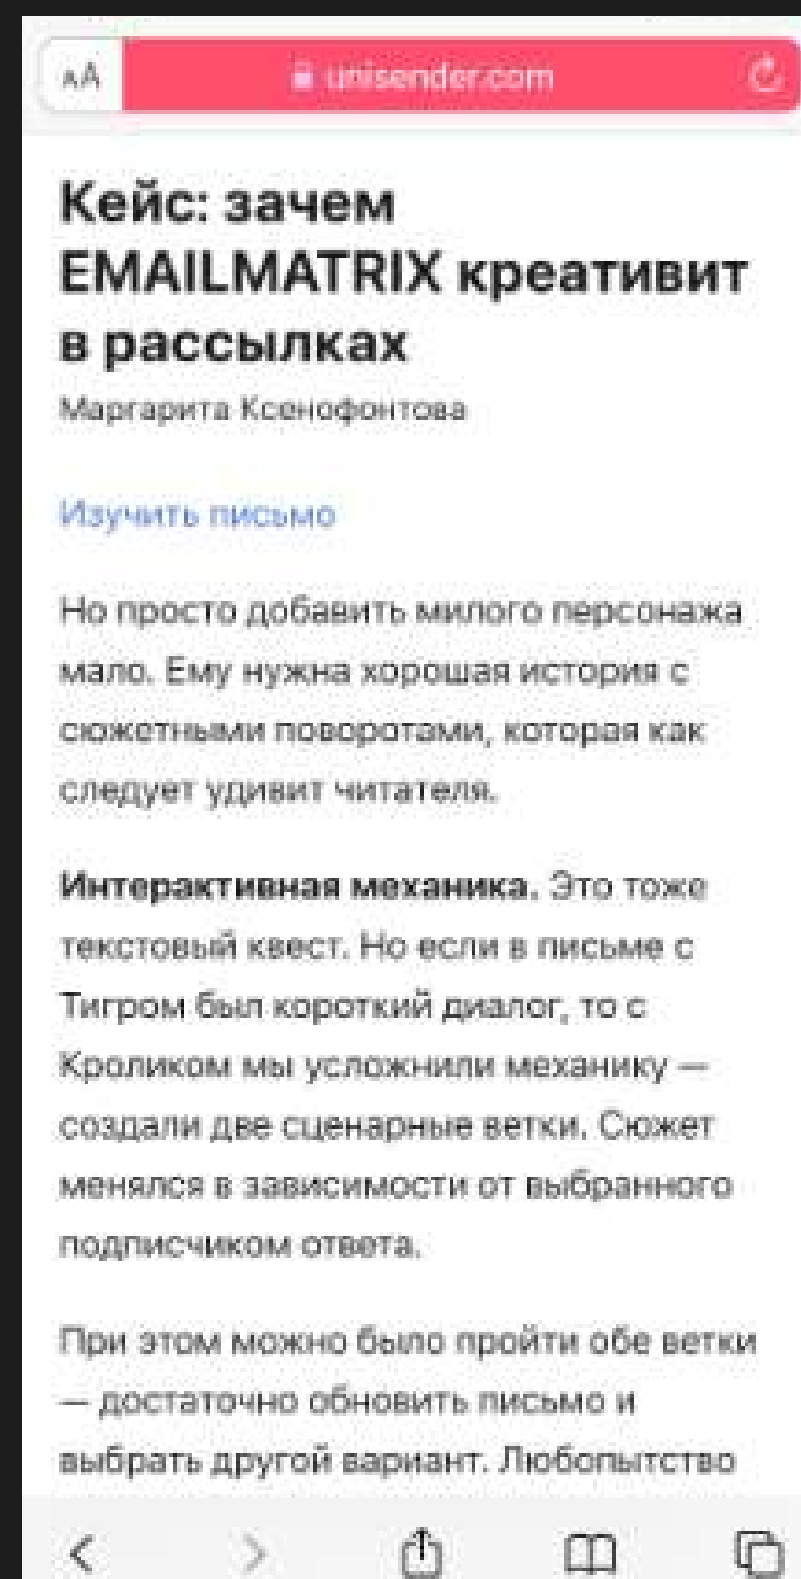 AA unisender.com
Кейс: зачем
EMAILMATRIX креативит
в рассылках
Маргарита Ксенофонтова
Изучить письмо
Но просто добавить милого персонажа
мало. Ему нужна хорошая история с
сюжетными поворотами, которая как
следует удивит читателя.
Интерактивная механика. Это тоже
текстовый квест. Но если в письме с
Тигром был короткий диалог, то с
Кроликом мы усложнили механику —
создали две сценарные ветки. Сюжет
менялся в зависимости от выбранного
подписчиком ответа.
При этом можно было пройти обе ветки
— достаточно обновить письмо и
выбрать другой вариант. Любопытство